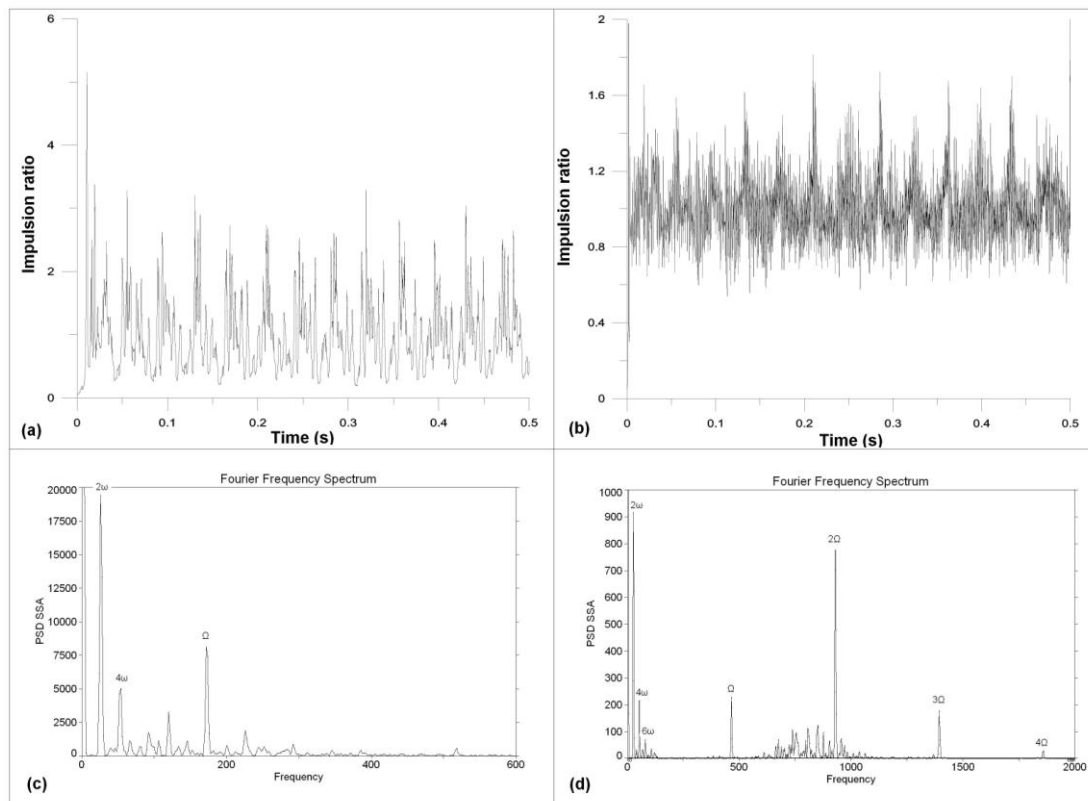 6
4
2
0
Impulsion ratio
0 0.1 0.2 0.3 0.4 0.5
Time (s)
(a)
2
1.6
1.2
0.8
0.4
0
Impulsion ratio
0 0.1 0.2 0.3 0.4 0.5
Time (s)
(b)
Fourier Frequency Spectrum
20000
17500
15000
12500
10000
7500
5000
2500
0
PSD SSA
2ω
4ω
Ω
0 200 400 600
Frequency
(c)
Fourier Frequency Spectrum
1000
900
800
700
600
500
400
300
200
100
0
PSD SSA
2ω
4ω
6ω
Ω
2Ω
3Ω
4Ω
0 500 1000 1500 2000
Frequency
(d)